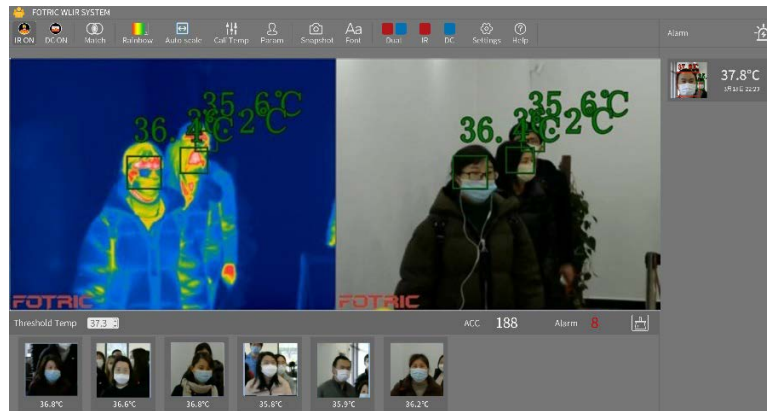 FOTRIC WLIR SYSTEM
IR ON DC ON Match Rainbow Auto scale Cali Temp Param Snapshot Font Dual IR DC Settings Help
Alarm
37.8°C
35.6°C
36.
2°C
36.
35.6°C
2°C
FOTRIC FOTRIC
Threshold Temp 37.3 ACC 188 Alarm 8
36.8°C 36.6°C 36.8°C 35.8°C 35.9°C 36.2°C